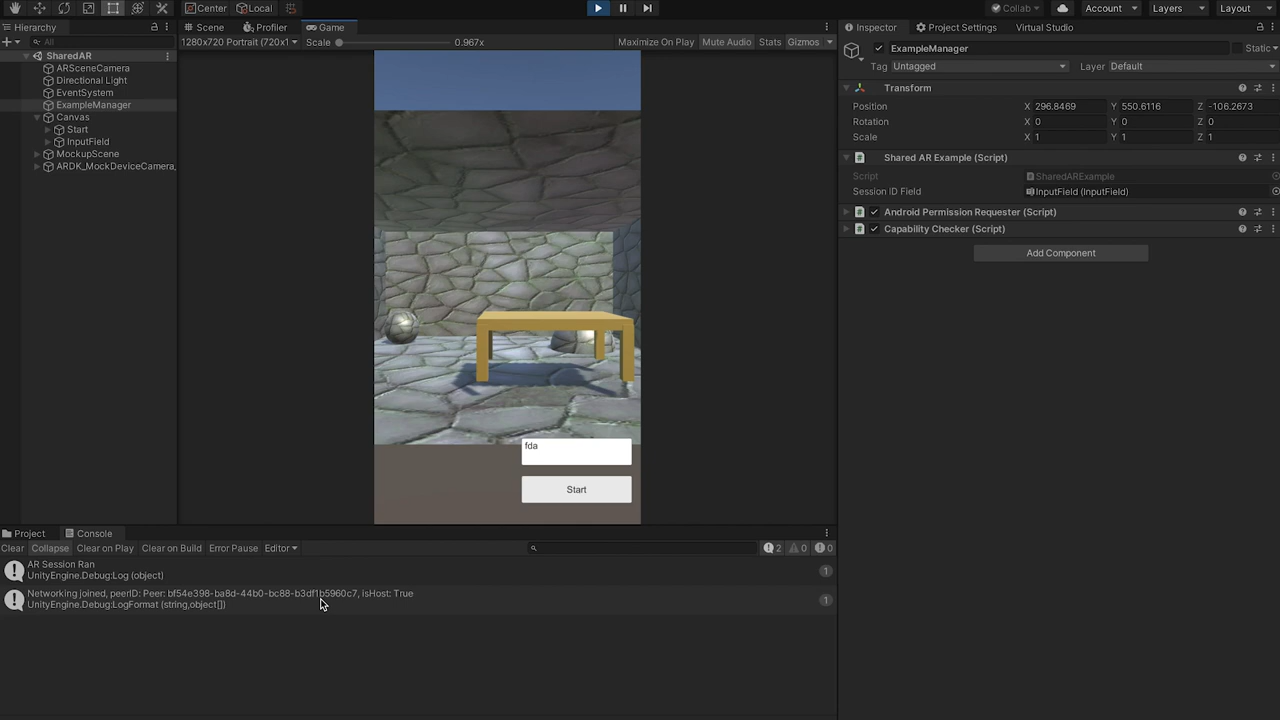 Center Local Collab Account Layers Layout
Hierarchy Scene Profiler Game Inspector Project Settings Virtual Studio
All 1280x720 Portrait (720x1 Scale 0.967x Maximize On Play Mute Audio Stats Gizmos
SharedAR
ARSceneCamera
Directional Light
EventSystem
ExampleManager
Canvas
Start
InputField
MockupScene
ARDK_MockDeviceCamera,
fda
Start
ExampleManager Static
Tag Untagged Layer Default
Transform
Position X 296.8469 Y 550.6116 Z -106.2673
Rotation X 0 Y 0 Z 0
Scale X 1 Y 1 Z 1
Shared AR Example (Script)
Script SharedARExample
Session ID Field InputField (InputField)
Android Permission Requester (Script)
Capability Checker (Script)
Add Component
Project Console
Clear Collapse Clear on Play Clear on Build Error Pause Editor 2 0 0
AR Session Ran
UnityEngine.Debug:Log (object) 1
Networking joined, peerID: Peer: bf54e398-ba8d-44b0-bc88-b3df1b5960c7, isHost: True
UnityEngine.Debug:LogFormat (string,object[]) 1